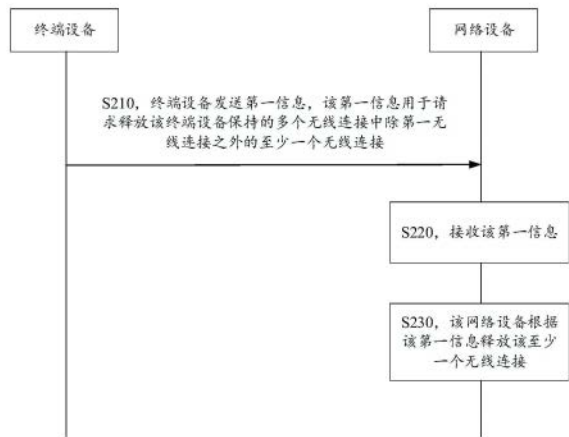 终端设备
网络设备
S210，终端设备发送第一信息，该第一信息用于请
求释放该终端设备保持的多个无线连接中除第一无
线连接之外的至少一个无线连接
S220，接收该第一信息
S230，该网络设备根据
该第一信息释放该至少
一个无线连接